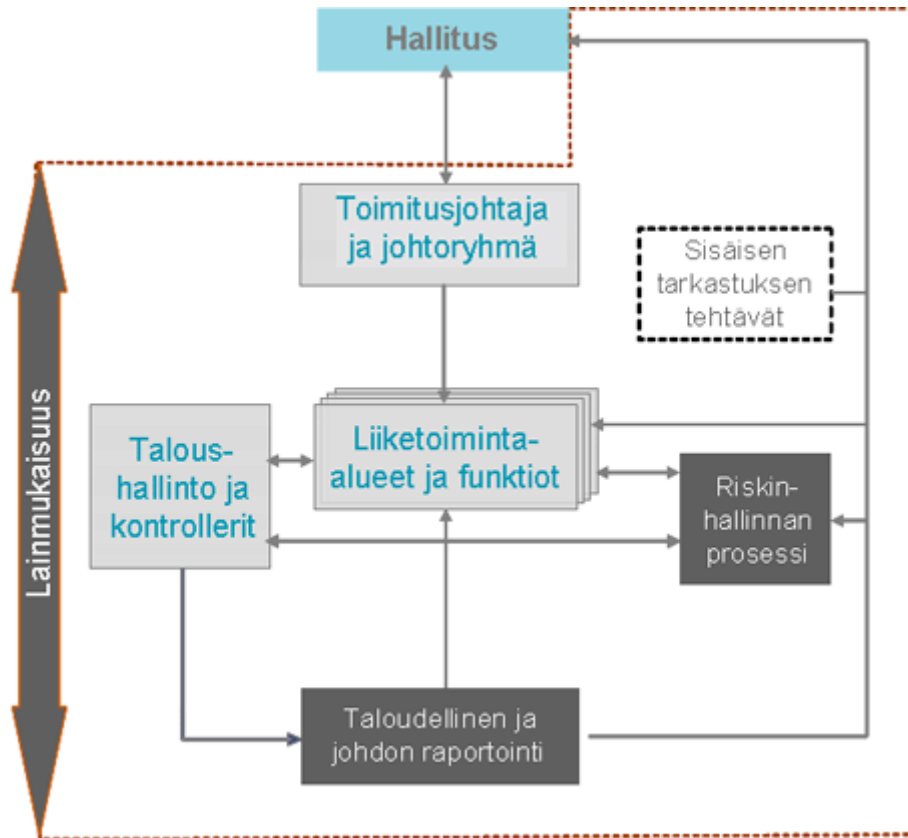 Hallitus
Toimitusjohtaja
ja johtoryhmä
Sisäisen
tarkastuksen
tehtävät
Lainmukaisuus
Talous-
hallinto ja
kontrollerit
Liiketoiminta-
alueet ja funktiot
Riskin-
hallinnan
prosessi
Taloudellinen ja
johdon raportointi